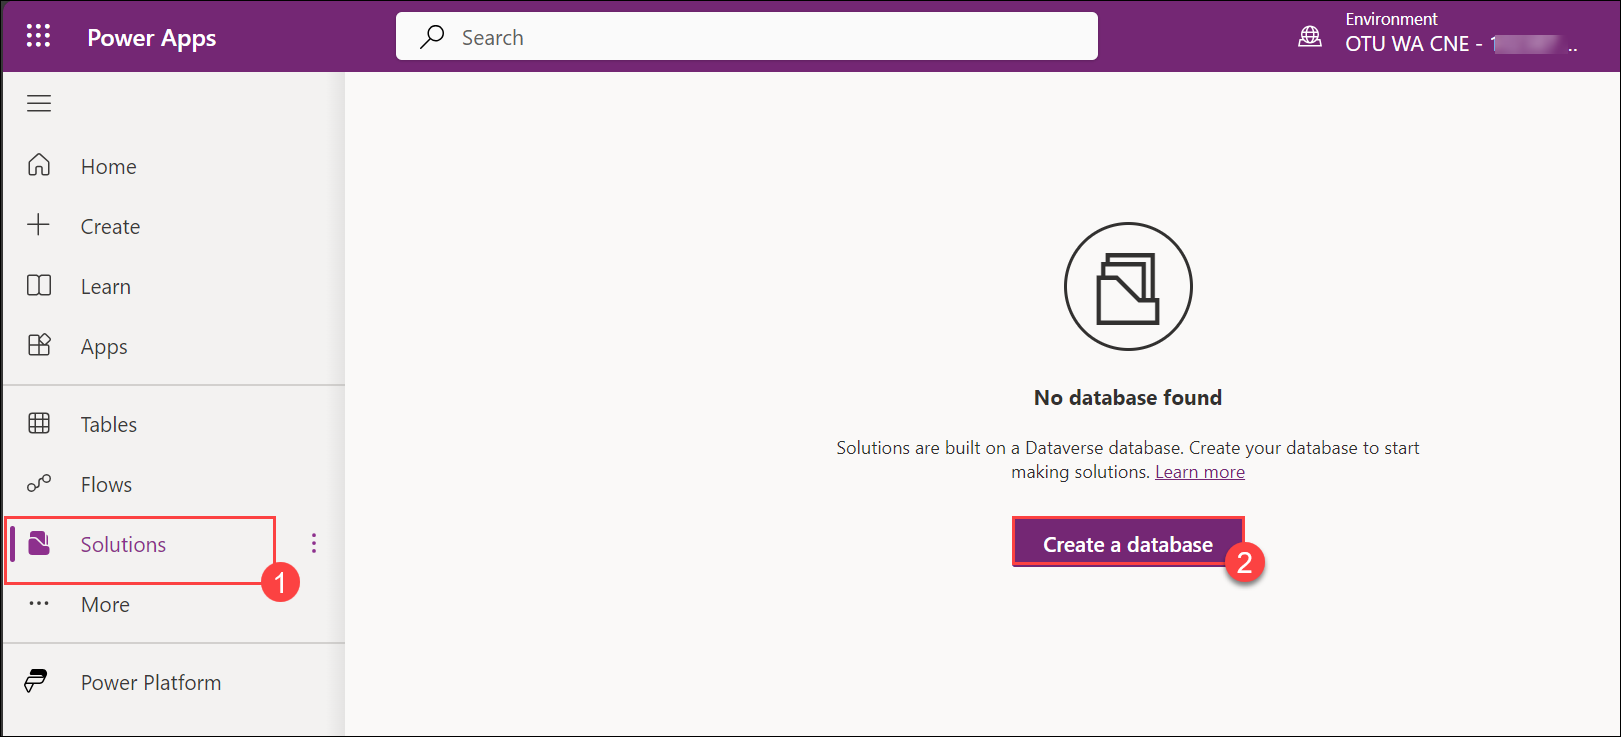 Power Apps
Search
Environment
OTU WA CNE - 1 ..
Home
Create
Learn
Apps
Tables
Flows
Solutions
1
More
Power Platform
No database found
Solutions are built on a Dataverse database. Create your database to start
making solutions. Learn more
Create a database
2